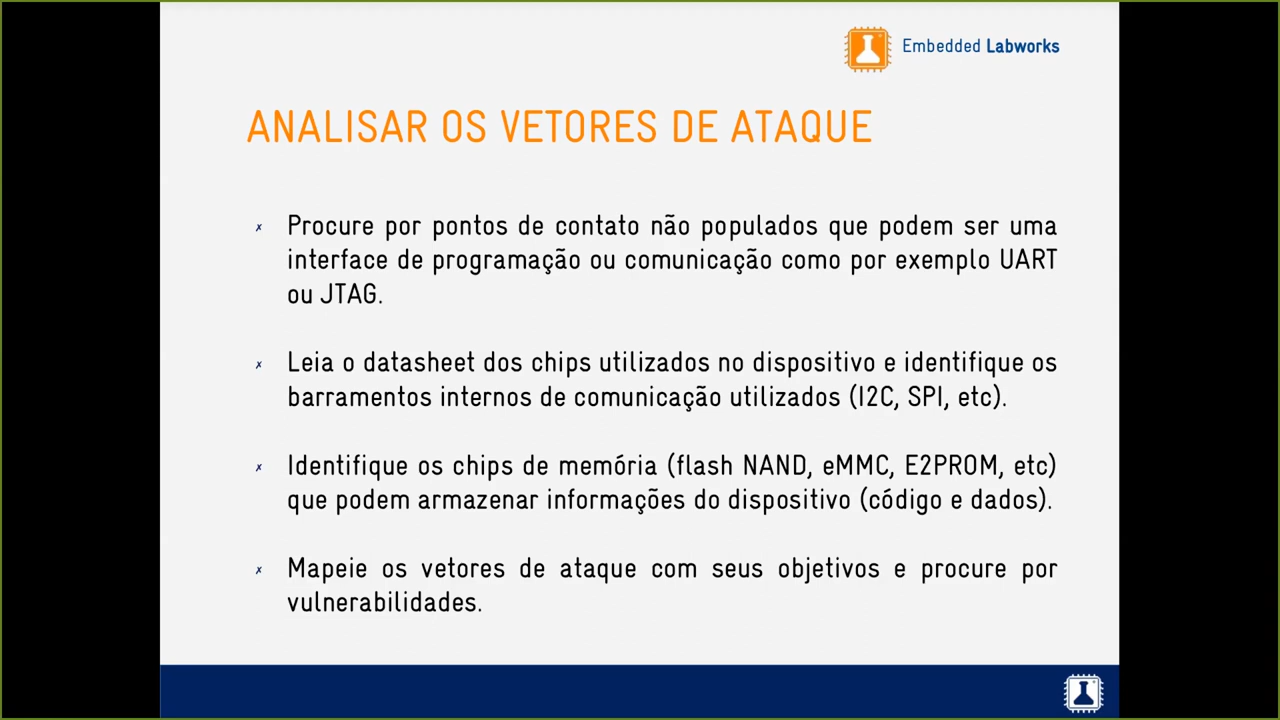 Embedded Labworks
ANALISAR OS VETORES DE ATAQUE
✗ Procure por pontos de contato não populados que podem ser uma
interface de programação ou comunicação como por exemplo UART
ou JTAG.
✗ Leia o datasheet dos chips utilizados no dispositivo e identifique os
barramentos internos de comunicação utilizados (I2C, SPI, etc).
✗ Identifique os chips de memória (flash NAND, eMMC, E2PROM, etc)
que podem armazenar informações do dispositivo (código e dados).
✗ Mapeie os vetores de ataque com seus objetivos e procure por
vulnerabilidades.